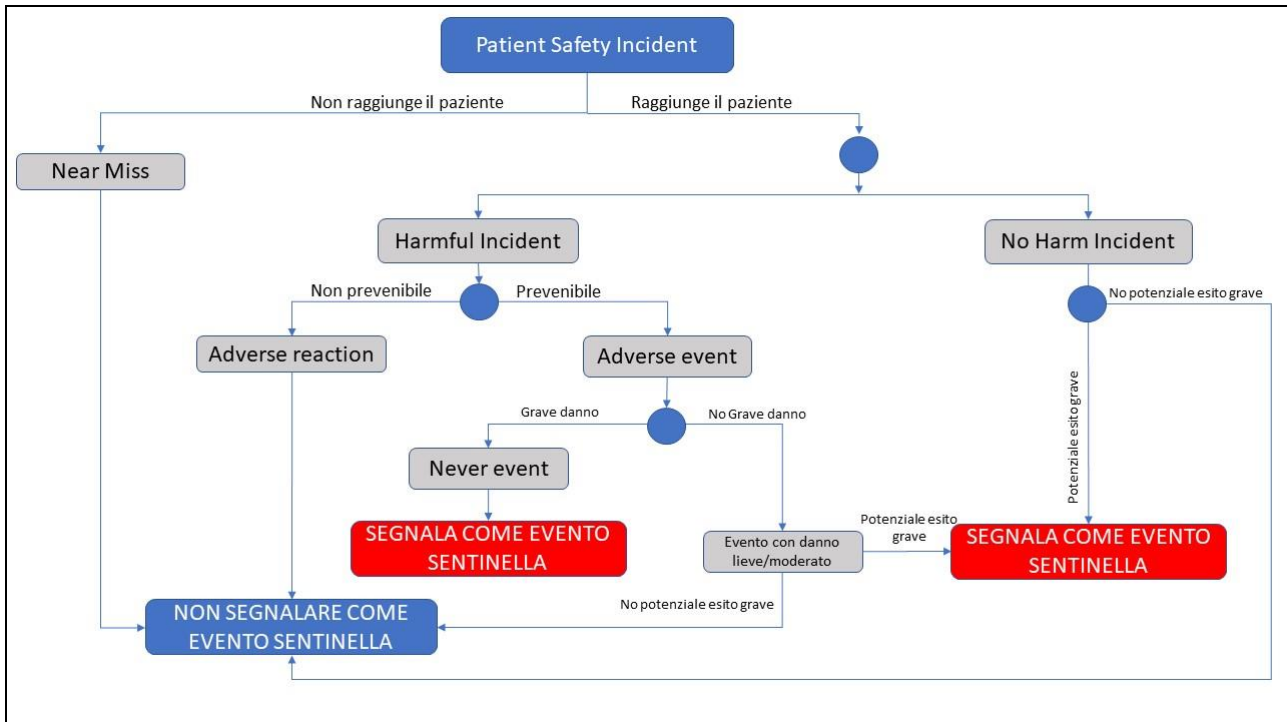 Patient Safety Incident
Non raggiunge il paziente
Raggiunge il paziente
Near Miss
Harmful Incident
No Harm Incident
Non prevenibile
Prevenibile
No potenziale esito grave
Adverse reaction
Adverse event
Potenziale esito grave
Grave danno
No Grave danno
Never event
SEGNALA COME EVENTO
SENTINELLA
Evento con danno
lieve/moderato
Potenziale esito
grave
SEGNALA COME EVENTO
SENTINELLA
No potenziale esito grave
NON SEGNALARE COME
EVENTO SENTINELLA